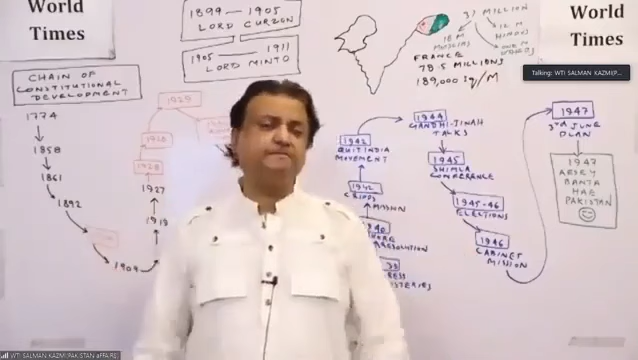 World
Times
1899 - 1905
LORD CURZON
1905 - 1911
LORD MINTO
31 MILLION
18 M
MUSLIMS
12 M
HINDUS
FRANCE
78.5 MILLIONS
189,000 Sq/M
World
Times
Talking: WTI SALMAN KAZMI(P...
CHAIN OF
CONSTITUTIONAL
DEVELOPMENT
1774
1858
1861
1892
1909
1919
1927
1928
1929
1942
QUIT INDIA
MOVEMENT
1942
CRIPPS
MISSION
1940
RESOLUTION
1944
GANDHI-JINAH
TALKS
1945
SHIMLA
CONFERENCE
1945-46
ELECTIONS
1946
CABINET
MISSION
1947
3RD JUNE
PLAN
1947
AESEY
BANTA
HAE
PAKISTAN
WTI SALMAN KAZMI(PAKISTAN AFFAIRS)